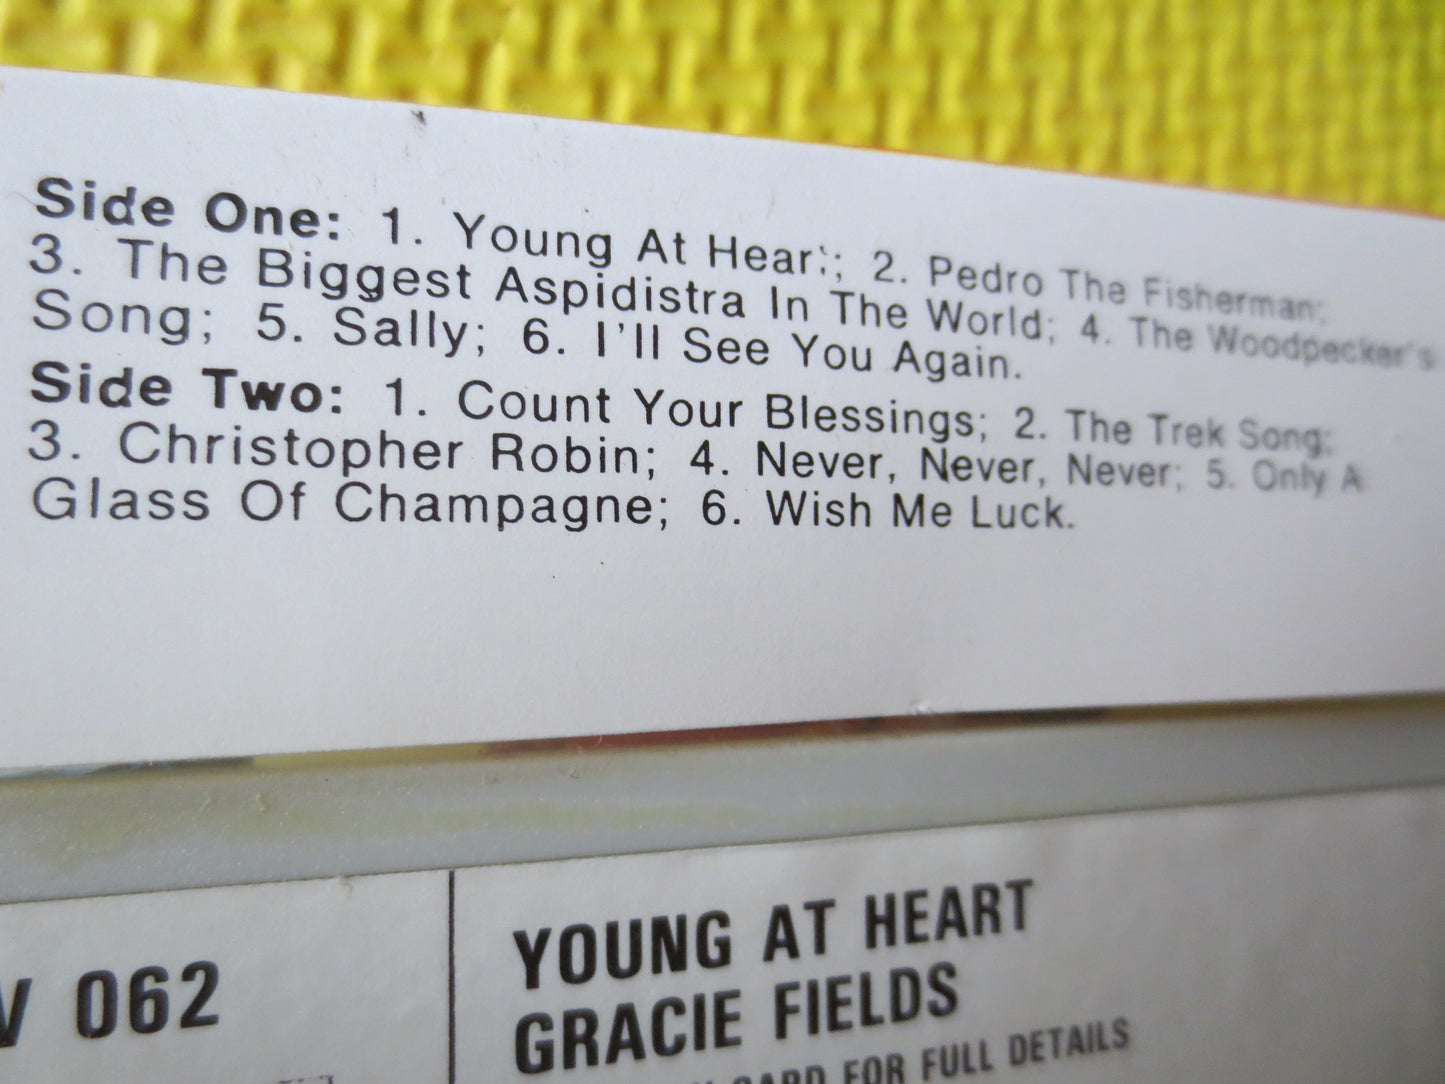 Side One: 1. Young At Heart; 2. Pedro The Fisherman;
3. The Biggest Aspidistra In The World; 4. The Woodpecker's
Song; 5. Sally; 6. I'll See You Again.
Side Two: 1. Count Your Blessings; 2. The Trek Song;
3. Christopher Robin; 4. Never, Never, Never; 5. Only A
Glass Of Champagne; 6. Wish Me Luck.
V 062
YOUNG AT HEART
GRACIE FIELDS
CARD FOR FULL DETAILS